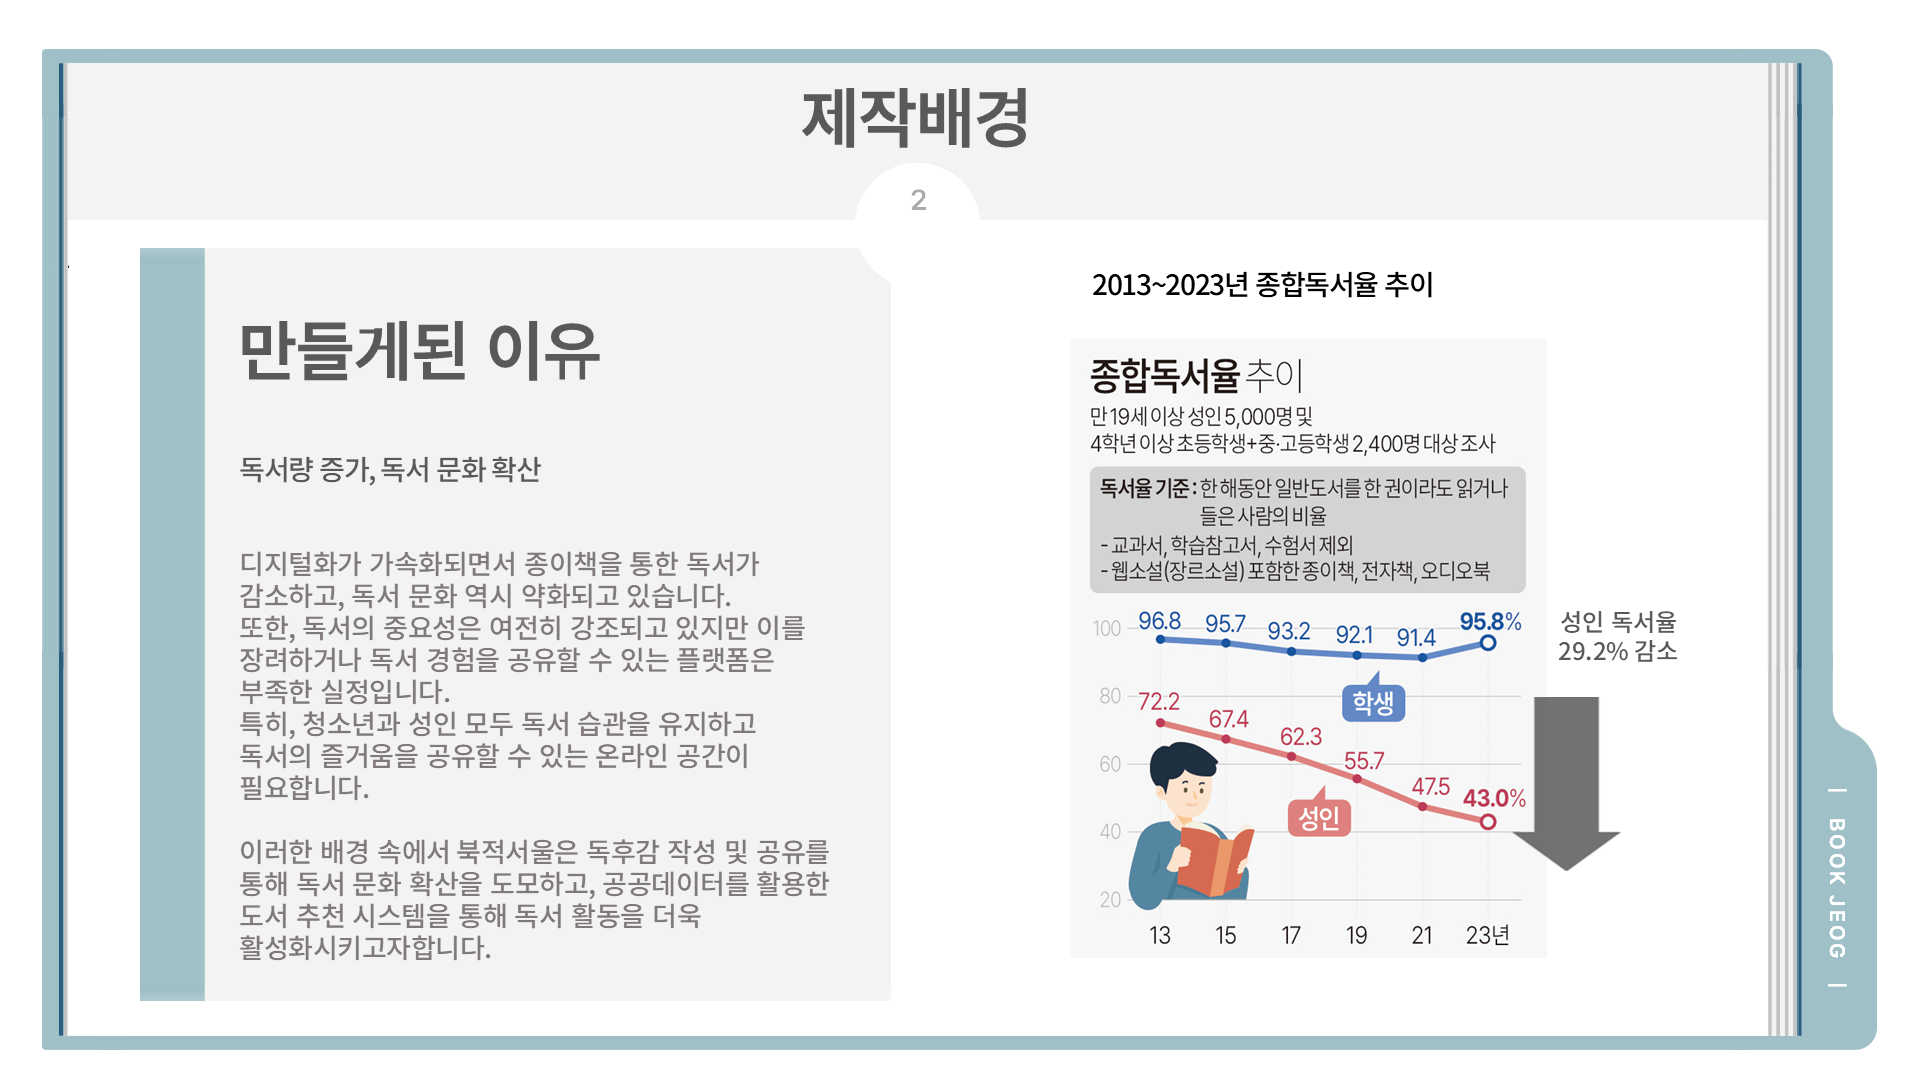 제작배경
2
만들게된 이유
독서량 증가, 독서 문화 확산
디지털화가 가속화되면서 종이책을 통한 독서가
감소하고, 독서 문화 역시 약화되고 있습니다.
또한, 독서의 중요성은 여전히 강조되고 있지만 이를
장려하거나 독서 경험을 공유할 수 있는 플랫폼은
부족한 실정입니다.
특히, 청소년과 성인 모두 독서 습관을 유지하고
독서의 즐거움을 공유할 수 있는 온라인 공간이
필요합니다.
이러한 배경 속에서 북적서울은 독후감 작성 및 공유를
통해 독서 문화 확산을 도모하고, 공공데이터를 활용한
도서 추천 시스템을 통해 독서 활동을 더욱
활성화시키고자합니다.
2013~2023년 종합독서율 추이
종합독서율 추이
만 19세 이상 성인 5,000명 및
4학년 이상 초등학생+중·고등학생 2,400명 대상 조사
독서율 기준 : 한 해 동안 일반도서를 한 권이라도 읽거나
들은 사람의 비율
- 교과서, 학습참고서, 수험서 제외
- 웹소설(장르소설) 포함한 종이책, 전자책, 오디오북
100
96.8
95.7
93.2
92.1
91.4
95.8%
학생
80
72.2
67.4
62.3
55.7
47.5
43.0%
60
성인
40
20
13
15
17
19
21
23년
성인 독서율
29.2% 감소
| BOOK JEOG |